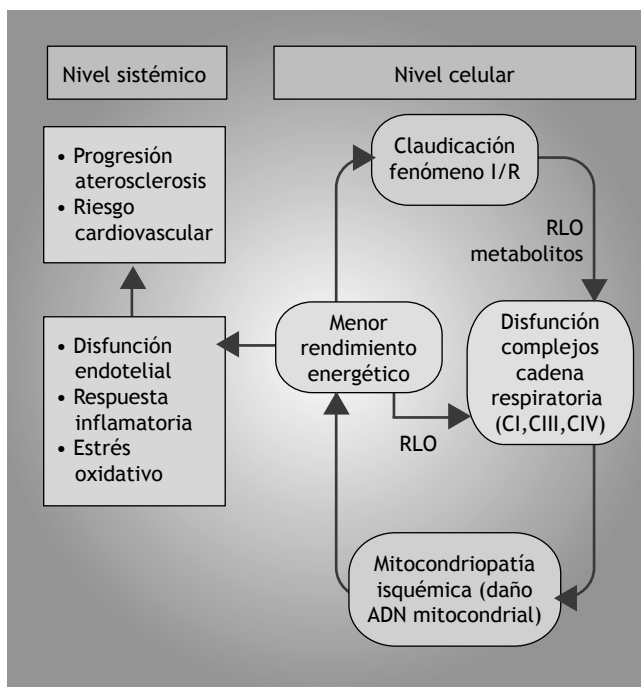 Nivel sistémico
Nivel celular
• Progresión
aterosclerosis
• Riesgo
cardiovascular
Claudicación
fenómeno I/R
RLO
metabolitos
• Disfunción
endotelial
• Respuesta
inflamatoria
• Estrés
oxidativo
Menor
rendimiento
energético
Disfunción
complejos
cadena
respiratoria
(CI,CIII,CIV)
RLO
Mitocondriopatía
isquémica (daño
ADN mitocondrial)